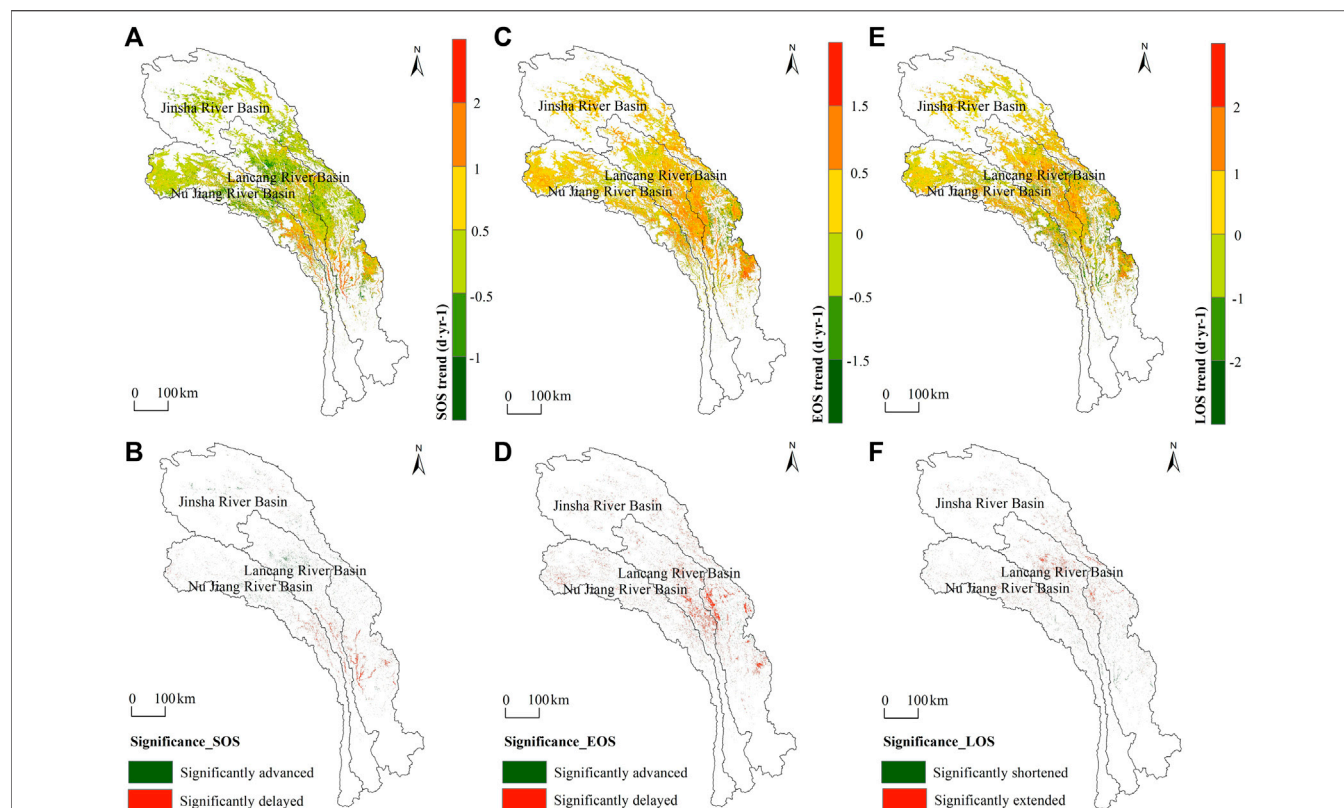 A
N
Jinsha River Basin
Lancang River Basin
Nu Jiang River Basin
0 100km
2
1
0.5
-0.5
-1
SOS trend (d·yr-1)
C
N
Jinsha River Basin
Lancang River Basin
Nu Jiang River Basin
0 100km
1.5
0.5
0
-0.5
-1.5
EOS trend (d·yr-1)
E
N
Jinsha River Basin
Lancang River Basin
Nu Jiang River Basin
0 100km
2
1
0
-1
-2
LOS trend (d·yr-1)
B
N
Jinsha River Basin
Lancang River Basin
Nu Jiang River Basin
0 100km
Significance_SOS
Significantly advanced
Significantly delayed
D
N
Jinsha River Basin
Lancang River Basin
Nu Jiang River Basin
0 100km
Significance_EOS
Significantly advanced
Significantly delayed
F
N
Jinsha River Basin
Lancang River Basin
Nu Jiang River Basin
0 100km
Significance_LOS
Significantly shortened
Significantly extended